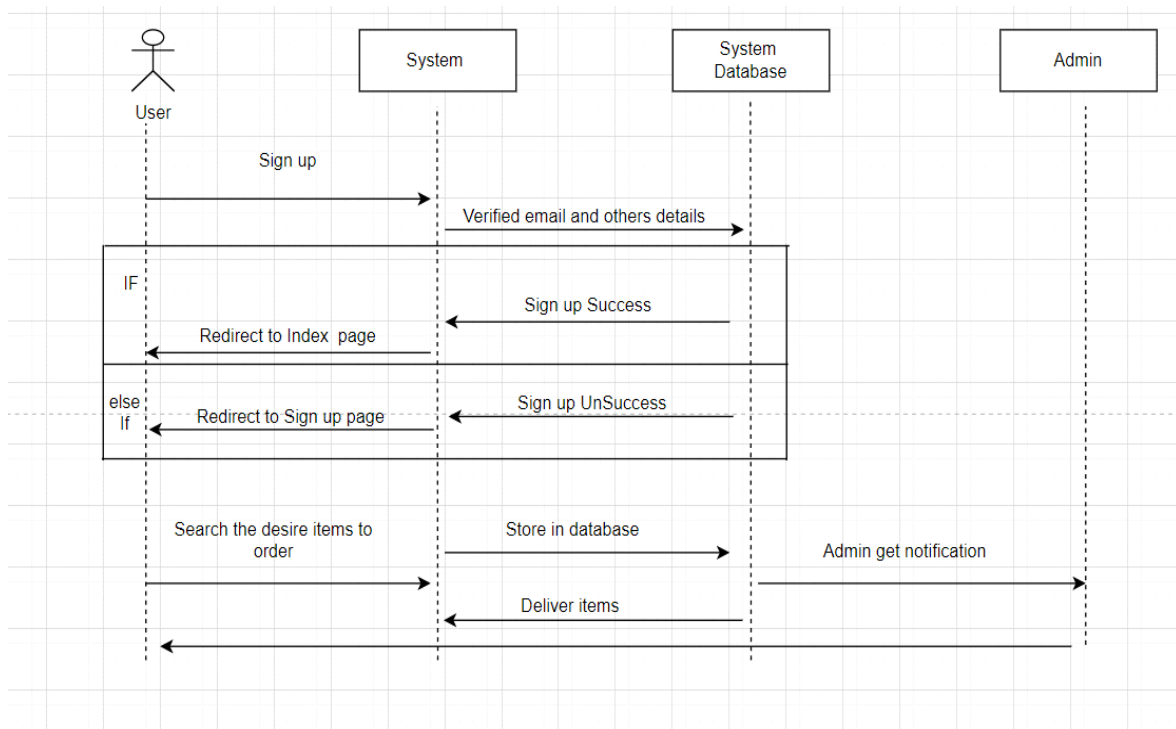 User
System
System
Database
Admin
Sign up
Verified email and others details
IF
Sign up Success
Redirect to Index page
else
If
Sign up UnSuccess
Redirect to Sign up page
Search the desire items to
order
Store in database
Admin get notification
Deliver items